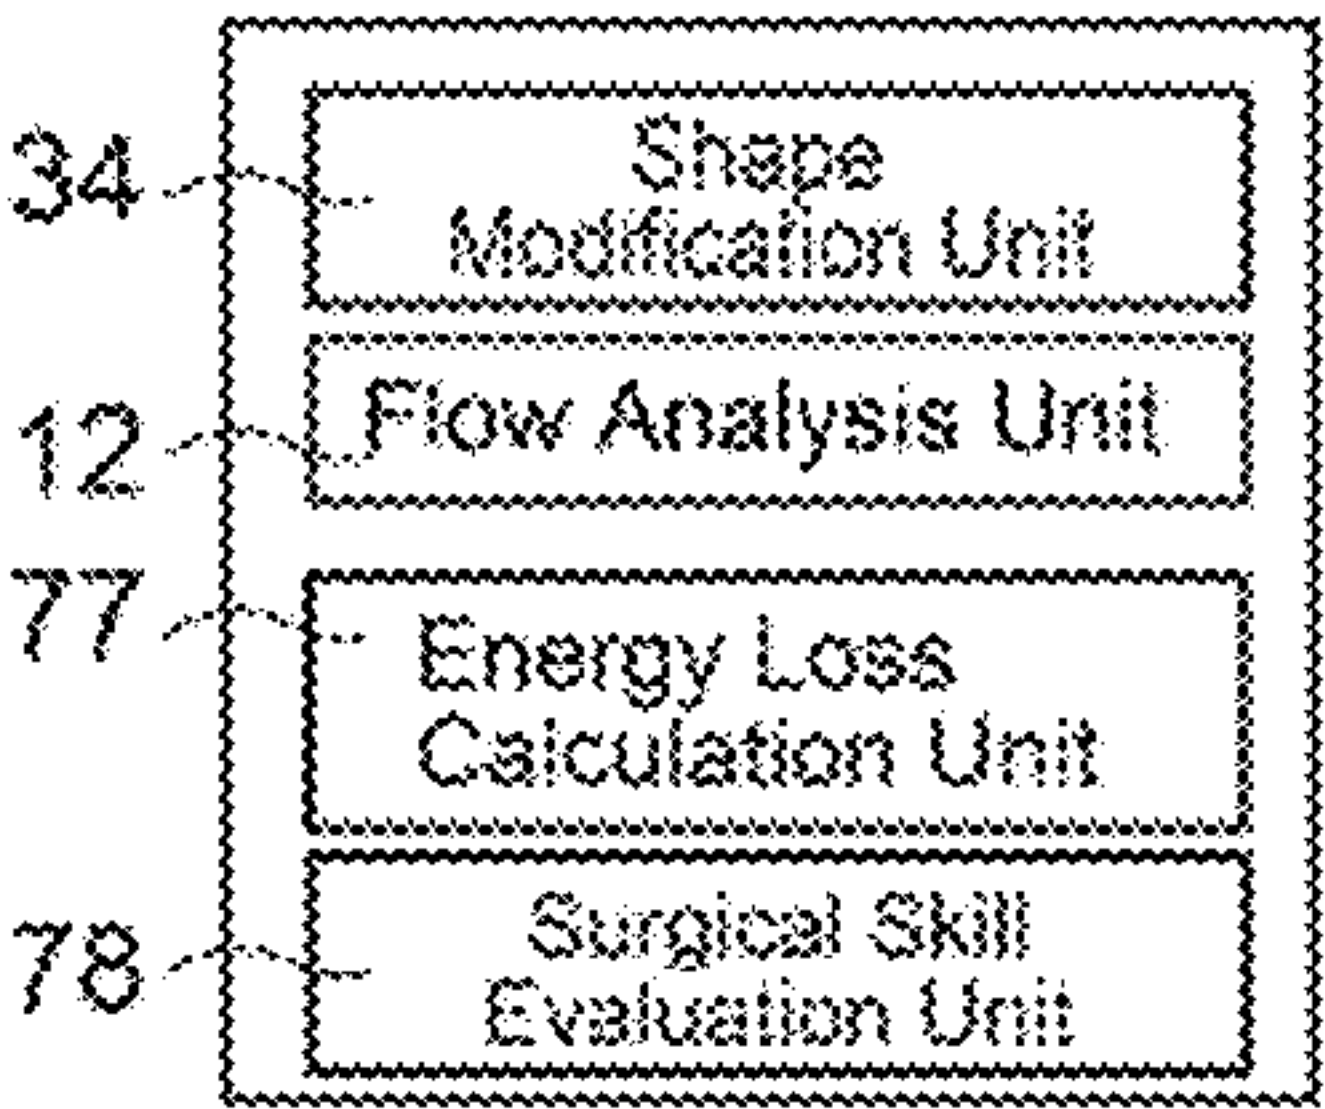 34
Shape
Modification Unit
12
Flow Analysis Unit
77
Energy Loss
Calculation Unit
78
Surgical Skill
Evaluation Unit